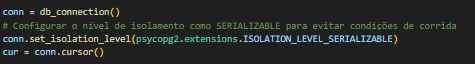 conn = db_connection()
# Configurar o nível de isolamento como SERIALIZABLE para evitar condições de corrida
conn.set_isolation_level(psycopg2.extensions.ISOLATION_LEVEL_SERIALIZABLE)
cur = conn.cursor()